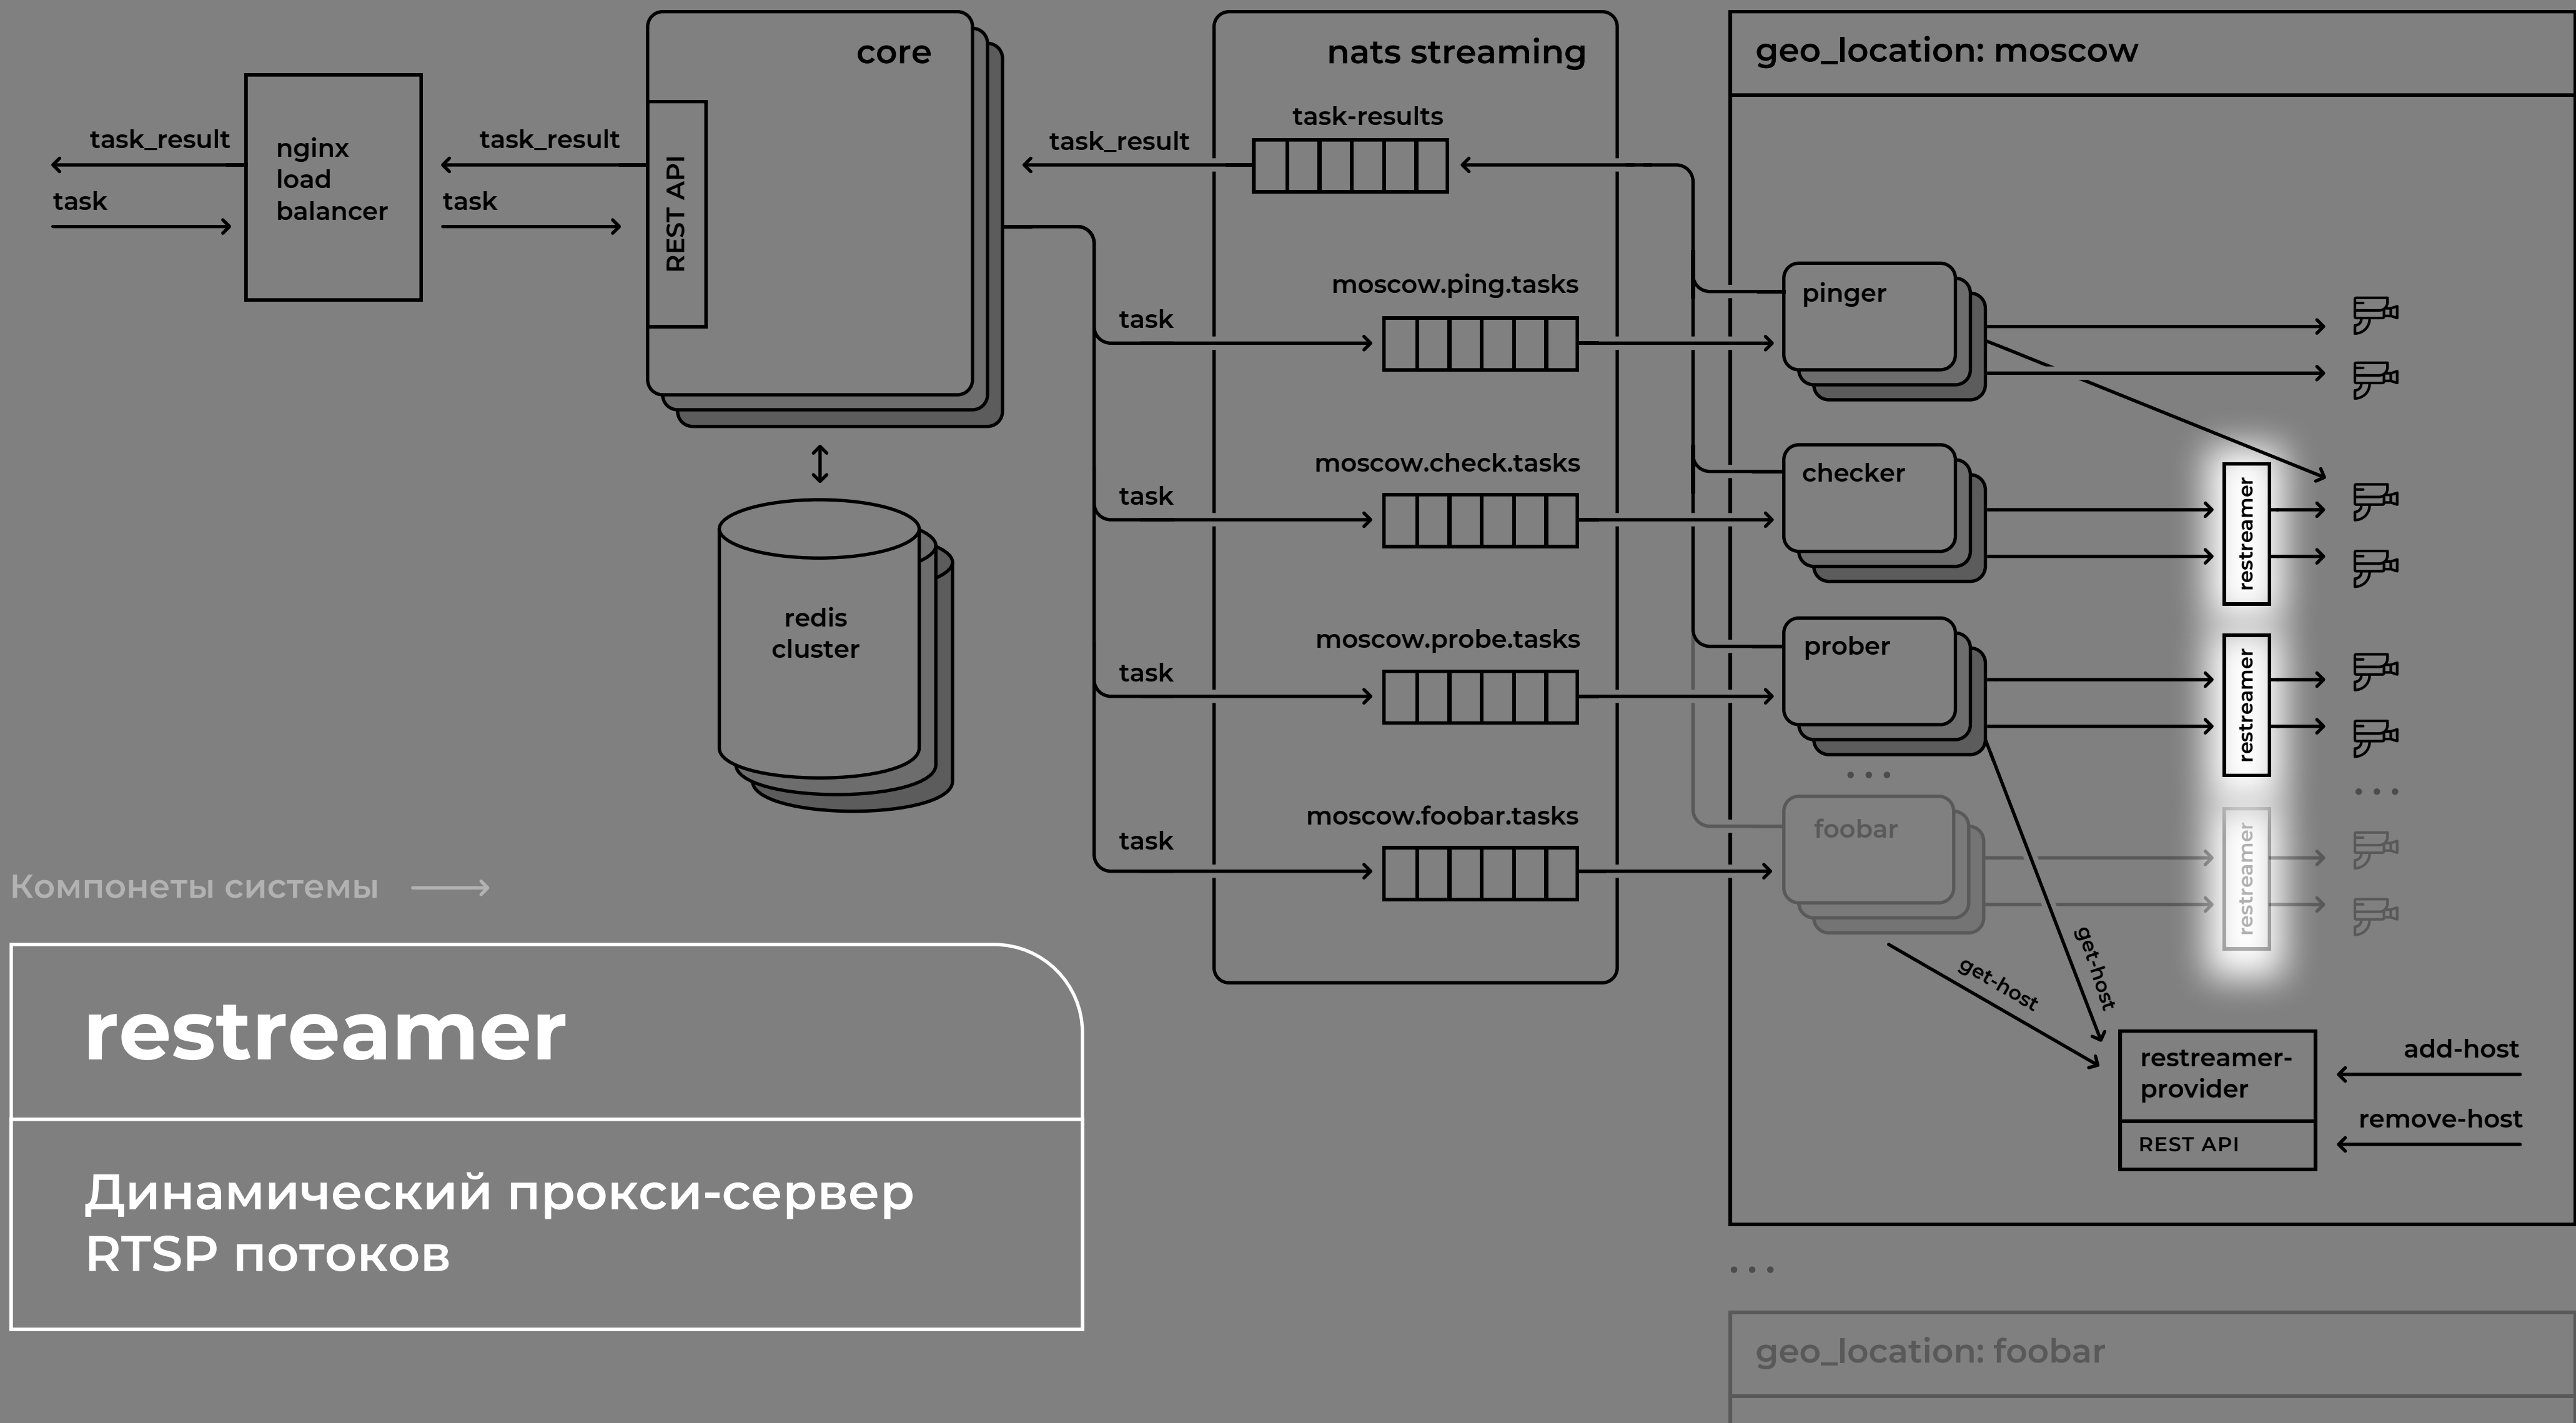 core
nats streaming
geo_location: moscow
task-results
task_result
task_result
task_result
nginx
load
balancer
task
task
REST API
moscow.ping.tasks
pinger
task
moscow.check.tasks
checker
task
restreamer
redis
cluster
moscow.probe.tasks
prober
task
restreamer
moscow.foobar.tasks
foobar
task
restreamer
get-host
get-host
restreamer-
provider
REST API
add-host
remove-host
Компонеты системы
restreamer
Динамический прокси-сервер
RTSP потоков
...
geo_location: foobar